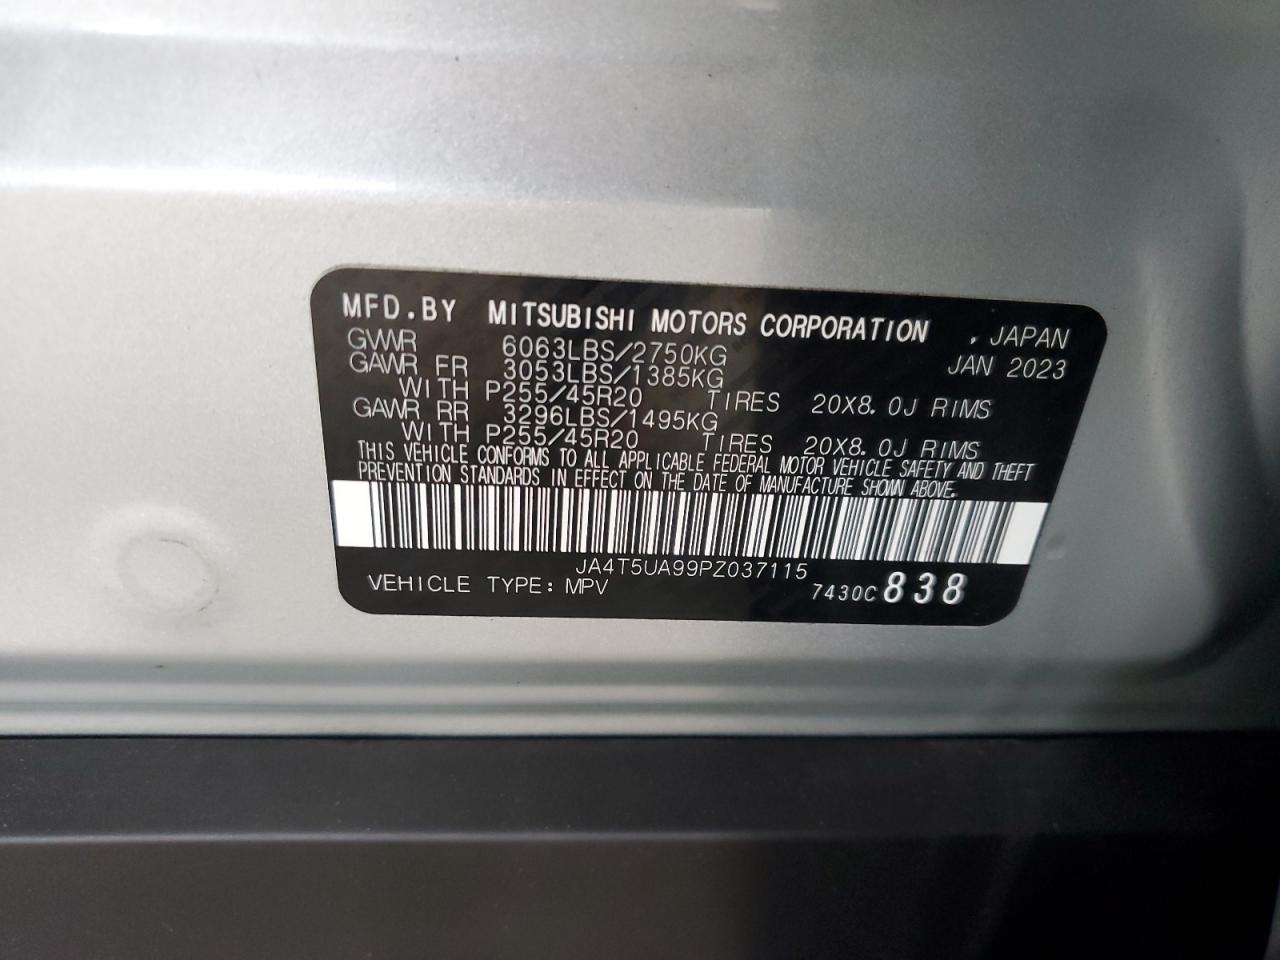 MFD.BY MITSUBISHI MOTORS CORPORATION , JAPAN
GVWR 6063LBS/2750KG JAN 2023
GAWR FR 3053LBS/1385KG
WITH P255/45R20 TIRES 20X8.0J RIMS
GAWR RR 3296LBS/1495KG
WITH P255/45R20 TIRES 20X8.0J RIMS
THIS VEHICLE CONFORMS TO ALL APPLICABLE FEDERAL MOTOR VEHICLE SAFETY AND THEFT
PREVENTION STANDARDS IN EFFECT ON THE DATE OF MANUFACTURE SHOWN ABOVE.
JA4T5UA99PZ037115
VEHICLE TYPE: MPV 7430C 838